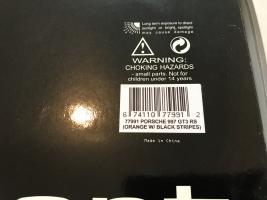 Long term exposure to direct
sunlight or bright, spotlight
may cause decolorization
WARNING:
CHOKING HAZARDS
- small parts. Not for
children under 14 years
6 74110 77991 2
77991 PORSCHE 997 GT3 RS
(ORANGE W/ BLACK STRIPES)
Made in China